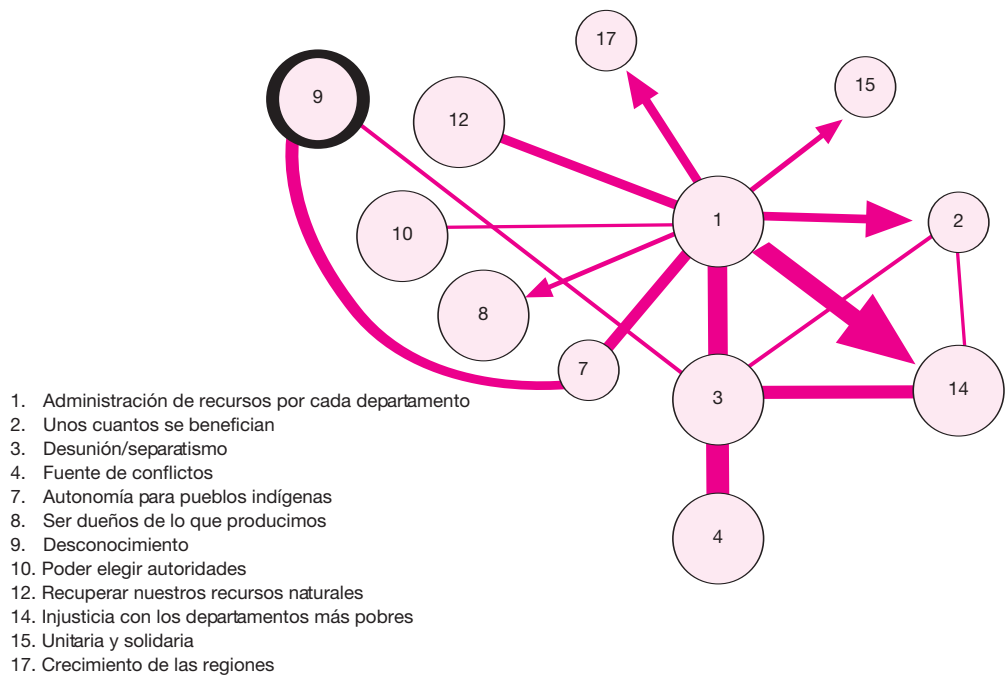 17
15
9
12
1
2
10
8
7
3
14
4
1. Administración de recursos por cada departamento
2. Unos cuantos se benefician
3. Desunión/separatismo
4. Fuente de conflictos
7. Autonomía para pueblos indígenas
8. Ser dueños de lo que producimos
9. Desconocimiento
10. Poder elegir autoridades
12. Recuperar nuestros recursos naturales
14. Injusticia con los departamentos más pobres
15. Unitaria y solidaria
17. Crecimiento de las regiones